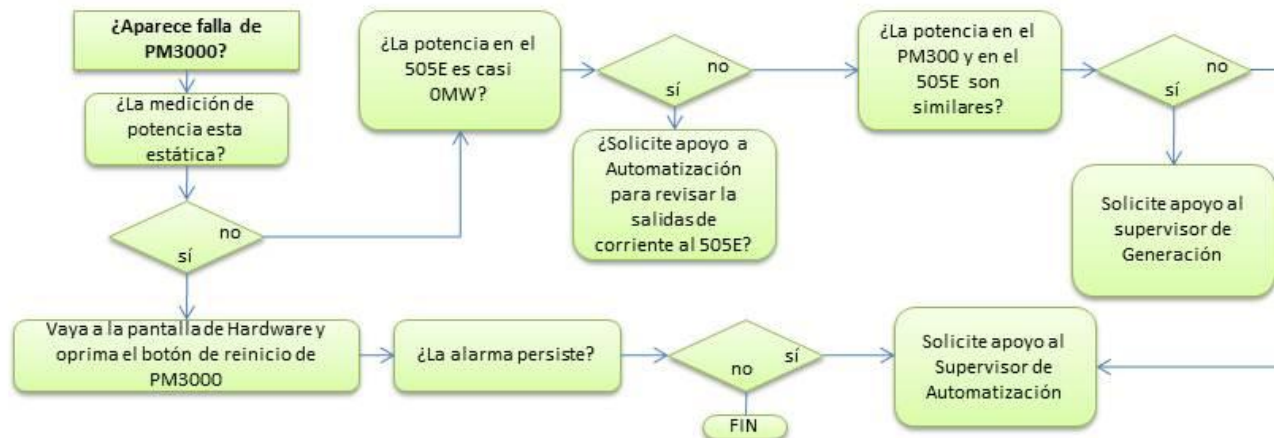 ¿Aparece falla de
PM3000?
¿La medición de
potencia esta
estática?
no
sí
¿La potencia en el
505E es casi
0MW?
no
sí
¿Solicite apoyo a
Automatización
para revisar la
salidas de
corriente al 505E?
¿La potencia en el
PM300 y en el
505E son
similares?
no
sí
Solicite apoyo al
supervisor de
Generación
Vaya a la pantalla de Hardware y
oprima el botón de reinicio de
PM3000
¿La alarma persiste?
sí
no
FIN
Solicite apoyo al
Supervisor de
Automatización